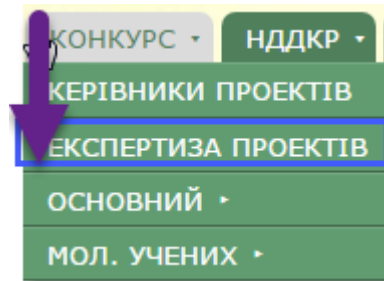 КОНКУРС НДДКР
КЕРІВНИКИ ПРОЕКТІВ
ЕКСПЕРТИЗА ПРОЕКТІВ
ОСНОВНИЙ
МОЛ. УЧЕНИХ